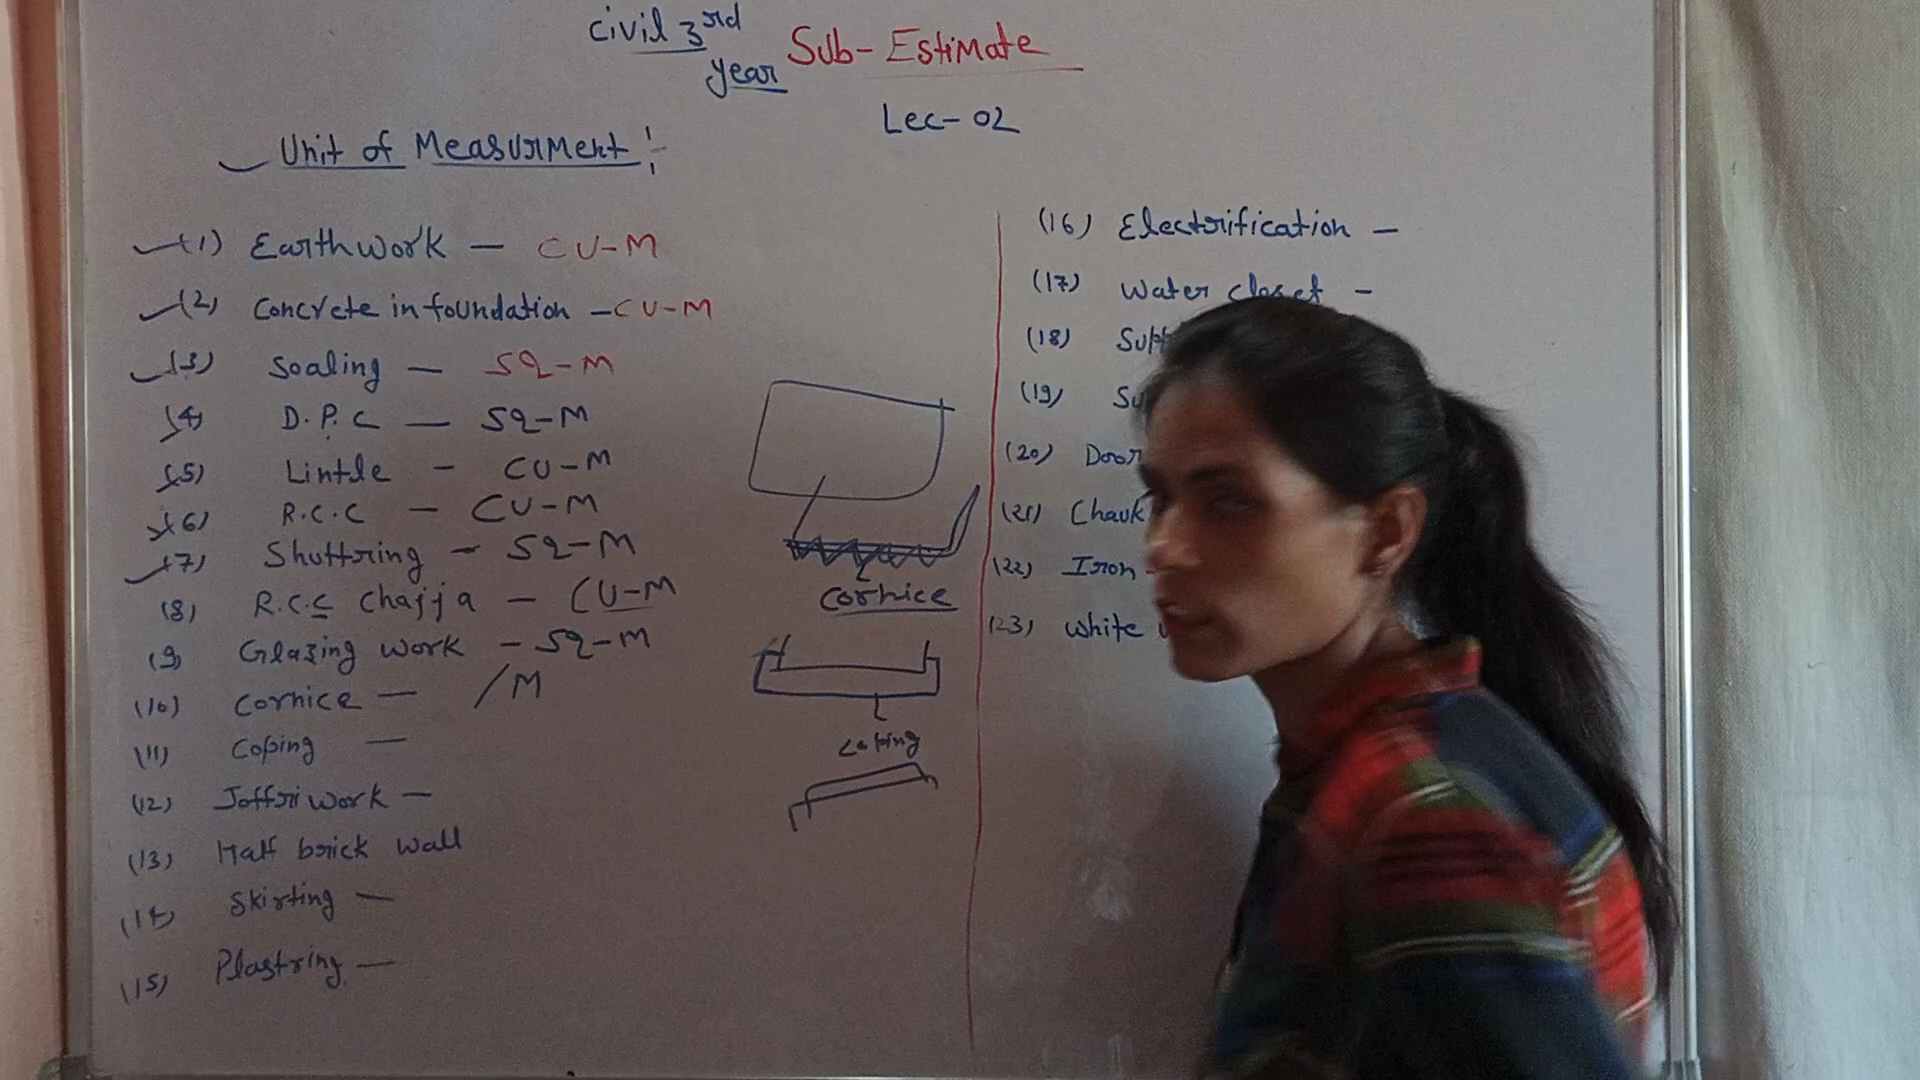 Civil 3rd year
Sub-Estimate
Lec-02
Unit of Measurment :-
(1) Earthwork - CU-M
(2) Concrete in foundation - CU-M
(3) Soaling - SQ-M
(4) D.P.C - SQ-M
(5) Lintle - CU-M
(6) R.C.C - CU-M
(7) Shuttring - SQ-M
(8) R.C.C Chajja - CU-M
(9) Glazing work - SQ-M
(10) Cornice - /M
(11) Coping -
(12) Joffri work -
(13) Half brick wall
(14) Skirting -
(15) Plastring -
Cornice
Coping
(16) Electrification -
(17) Water closet -
(18)
(19)
(20) Door
(21)
(22) Iron -
(23) White